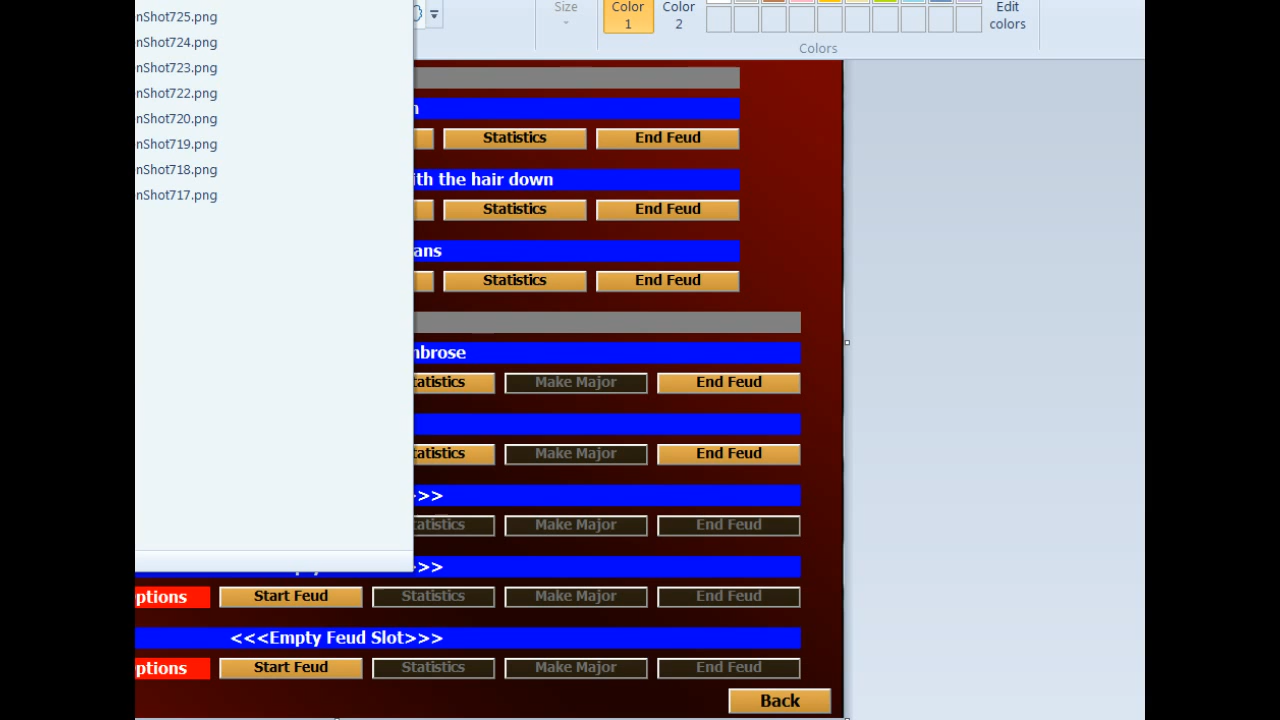 nShot725.png
nShot724.png
nShot723.png
nShot722.png
nShot720.png
nShot719.png
nShot718.png
nShot717.png
Size
Color 1
Color 2
Edit colors
Colors
n
Statistics End Feud
ith the hair down
Statistics End Feud
ans
Statistics End Feud
mbrose
tatistics Make Major End Feud
tatistics Make Major End Feud
>>>
tatistics Make Major End Feud
>>>
ptions Start Feud Statistics Make Major End Feud
<<<Empty Feud Slot>>>
ptions Start Feud Statistics Make Major End Feud
Back